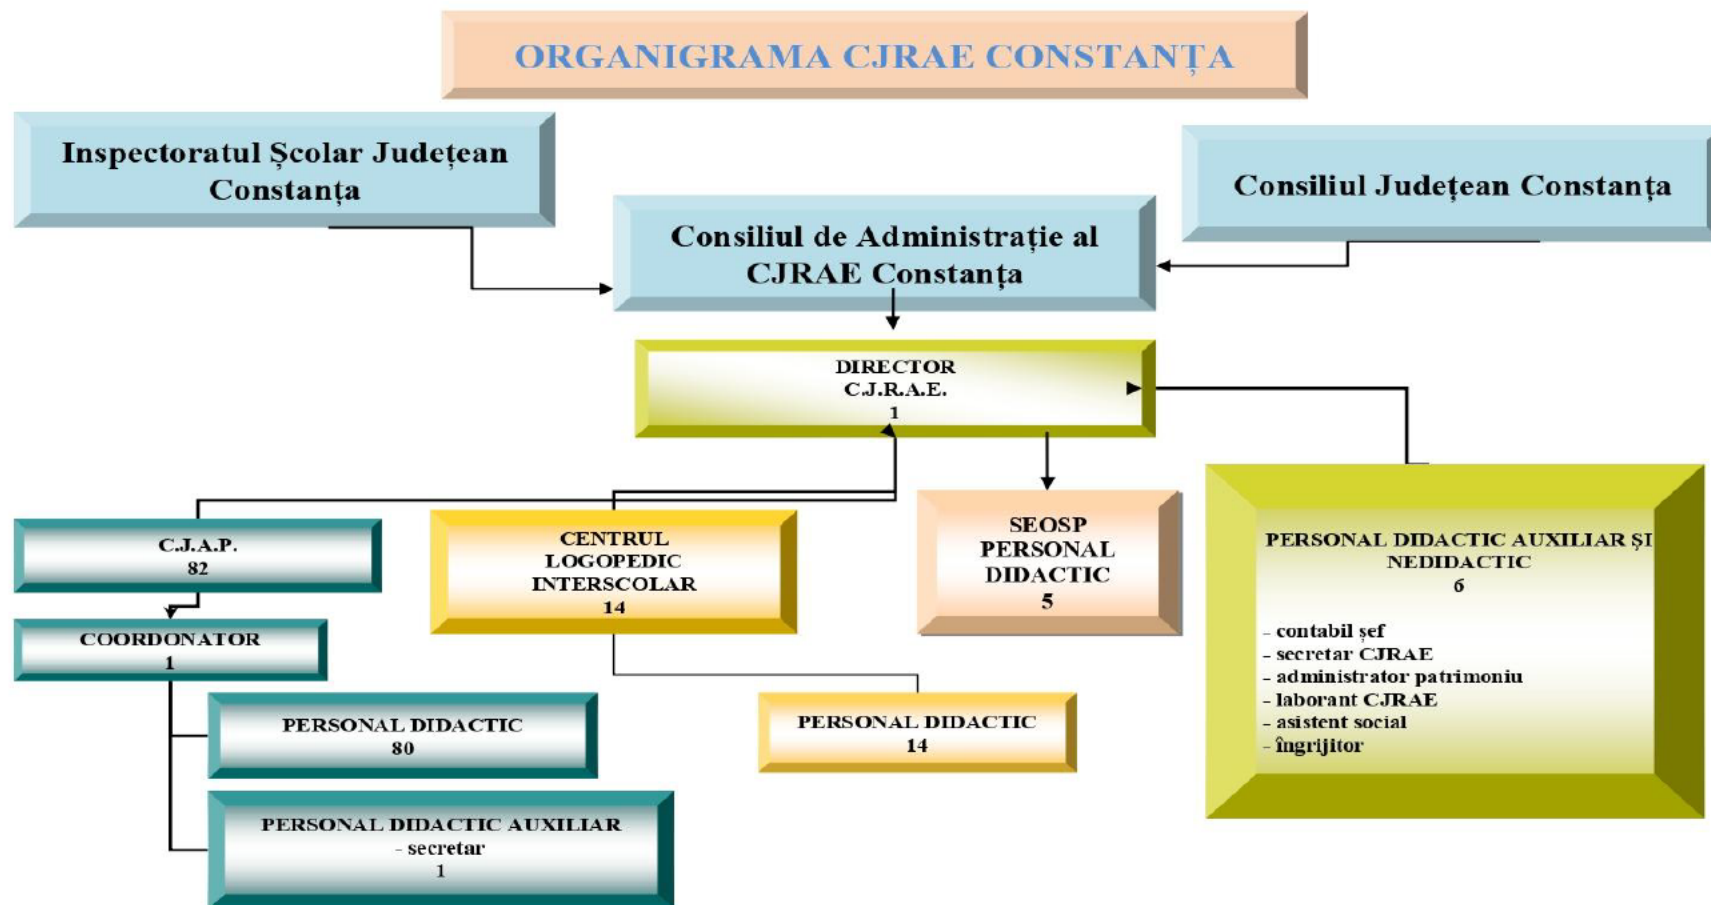 ORGANIGRAMA CJRAE CONSTANȚA
Inspectoratul Școlar Județean
Constanța
Consiliul Județean Constanța
Consiliul de Administrație al
CJRAE Constanța
DIRECTOR
C.J.R.A.E.
1
C.J.A.P.
82
CENTRUL
LOGOPEDIC
INTERSCOLAR
14
SEOSP
PERSONAL
DIDACTIC
5
PERSONAL DIDACTIC AUXILIAR ȘI
NEDIDACTIC
6
- contabil șef
- secretar CJRAE
- administrator patrimoniu
- laborant CJRAE
- asistent social
- îngrijitor
COORDONATOR
1
PERSONAL DIDACTIC
80
PERSONAL DIDACTIC
14
PERSONAL DIDACTIC AUXILIAR
- secretar
1